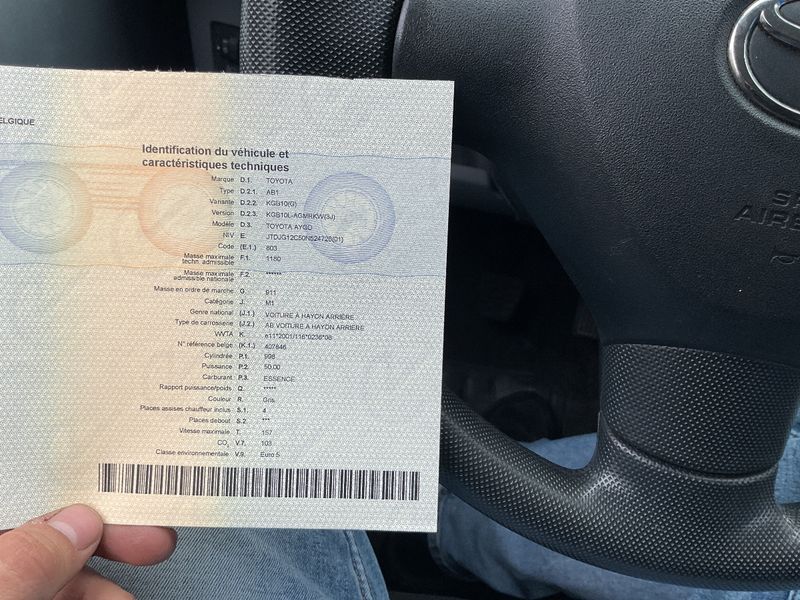 ELGIQUE
Identification du véhicule et
caractéristiques techniques
Marque D.1. TOYOTA
Type D.2.1. AB1
Variante D.2.2. KGB10(G)
Version D.2.3. KGB10L-AGMRKW(3J)
Modèle D.3. TOYOTA AYGO
NIV E. JTDJG12C50N524728(01)
Code (E.1.) 803
Masse maximale
techn. admissible F.1. 1180
Masse maximale
admissible nationale F.2. ******
Masse en ordre de marche G. 911
Catégorie J. M1
Genre national (J.1.) VOITURE A HAYON ARRIERE
Type de carrosserie (J.2.) AB VOITURE A HAYON ARRIERE
WVTA K. e11*2001/116*0236*08
N° référence belge (K.1.) 407846
Cylindrée P.1. 998
Puissance P.2. 50,00
Carburant P.3. ESSENCE
Rapport puissance/poids Q. *****
Couleur R. Gris
Places assises chauffeur inclus S.1. 4
Places debout S.2. ***
Vitesse maximale T. 157
CO₂ V.7. 103
Classe environnementale V.9. Euro 5
AIRB